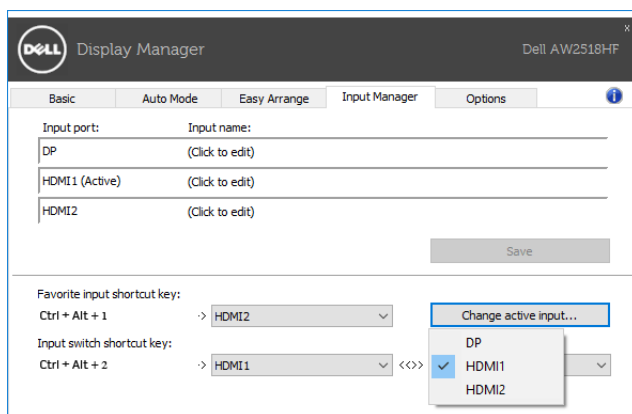 DELL Display Manager Dell AW2518HF
Basic Auto Mode Easy Arrange Input Manager Options
Input port: Input name:
DP (Click to edit)
HDMI1 (Active) (Click to edit)
HDMI2 (Click to edit)
Save
Favorite input shortcut key:
Ctrl + Alt + 1 -> HDMI2 Change active input...
Input switch shortcut key:
Ctrl + Alt + 2 -> HDMI1 <<>>
DP
HDMI1
HDMI2